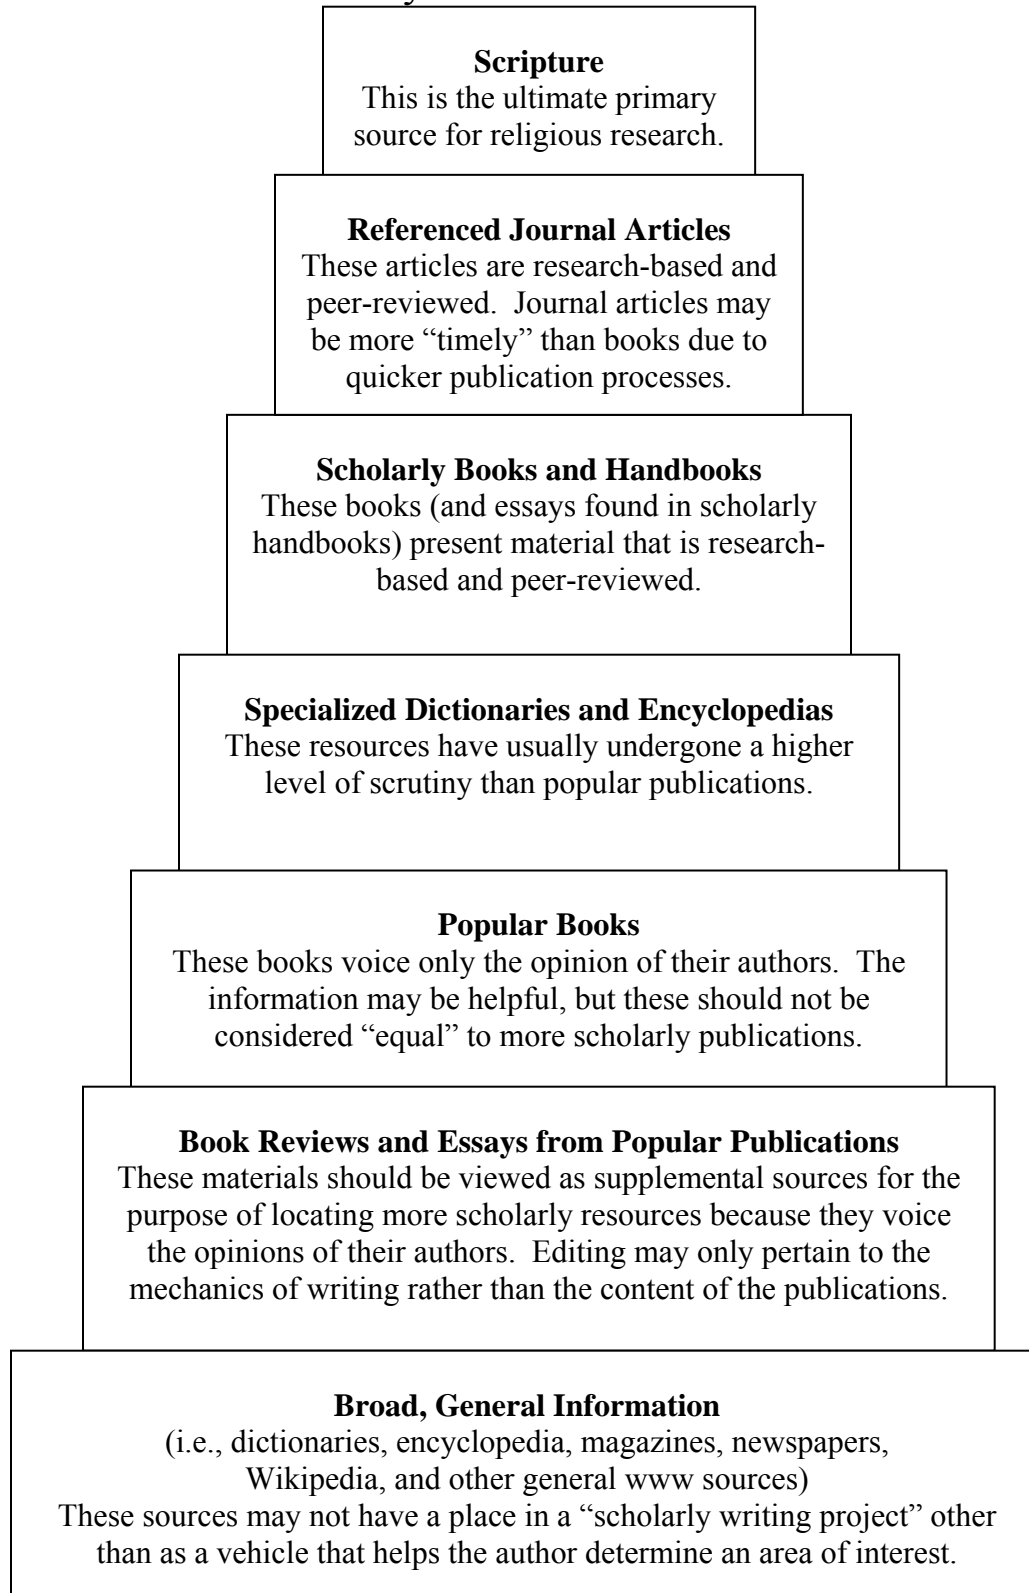 Scripture
This is the ultimate primary
source for religious research.
Referenced Journal Articles
These articles are research-based and
peer-reviewed.  Journal articles may
be more “timely” than books due to
quicker publication processes.
Scholarly Books and Handbooks
These books (and essays found in scholarly
handbooks) present material that is research-
based and peer-reviewed.
Specialized Dictionaries and Encyclopedias
These resources have usually undergone a higher
level of scrutiny than popular publications.
Popular Books
These books voice only the opinion of their authors.  The
information may be helpful, but these should not be
considered “equal” to more scholarly publications.
Book Reviews and Essays from Popular Publications
These materials should be viewed as supplemental sources for the
purpose of locating more scholarly resources because they voice
the opinions of their authors.  Editing may only pertain to the
mechanics of writing rather than the content of the publications.
Broad, General Information
(i.e., dictionaries, encyclopedia, magazines, newspapers,
Wikipedia, and other general www sources)
These sources may not have a place in a “scholarly writing project” other
than as a vehicle that helps the author determine an area of interest.